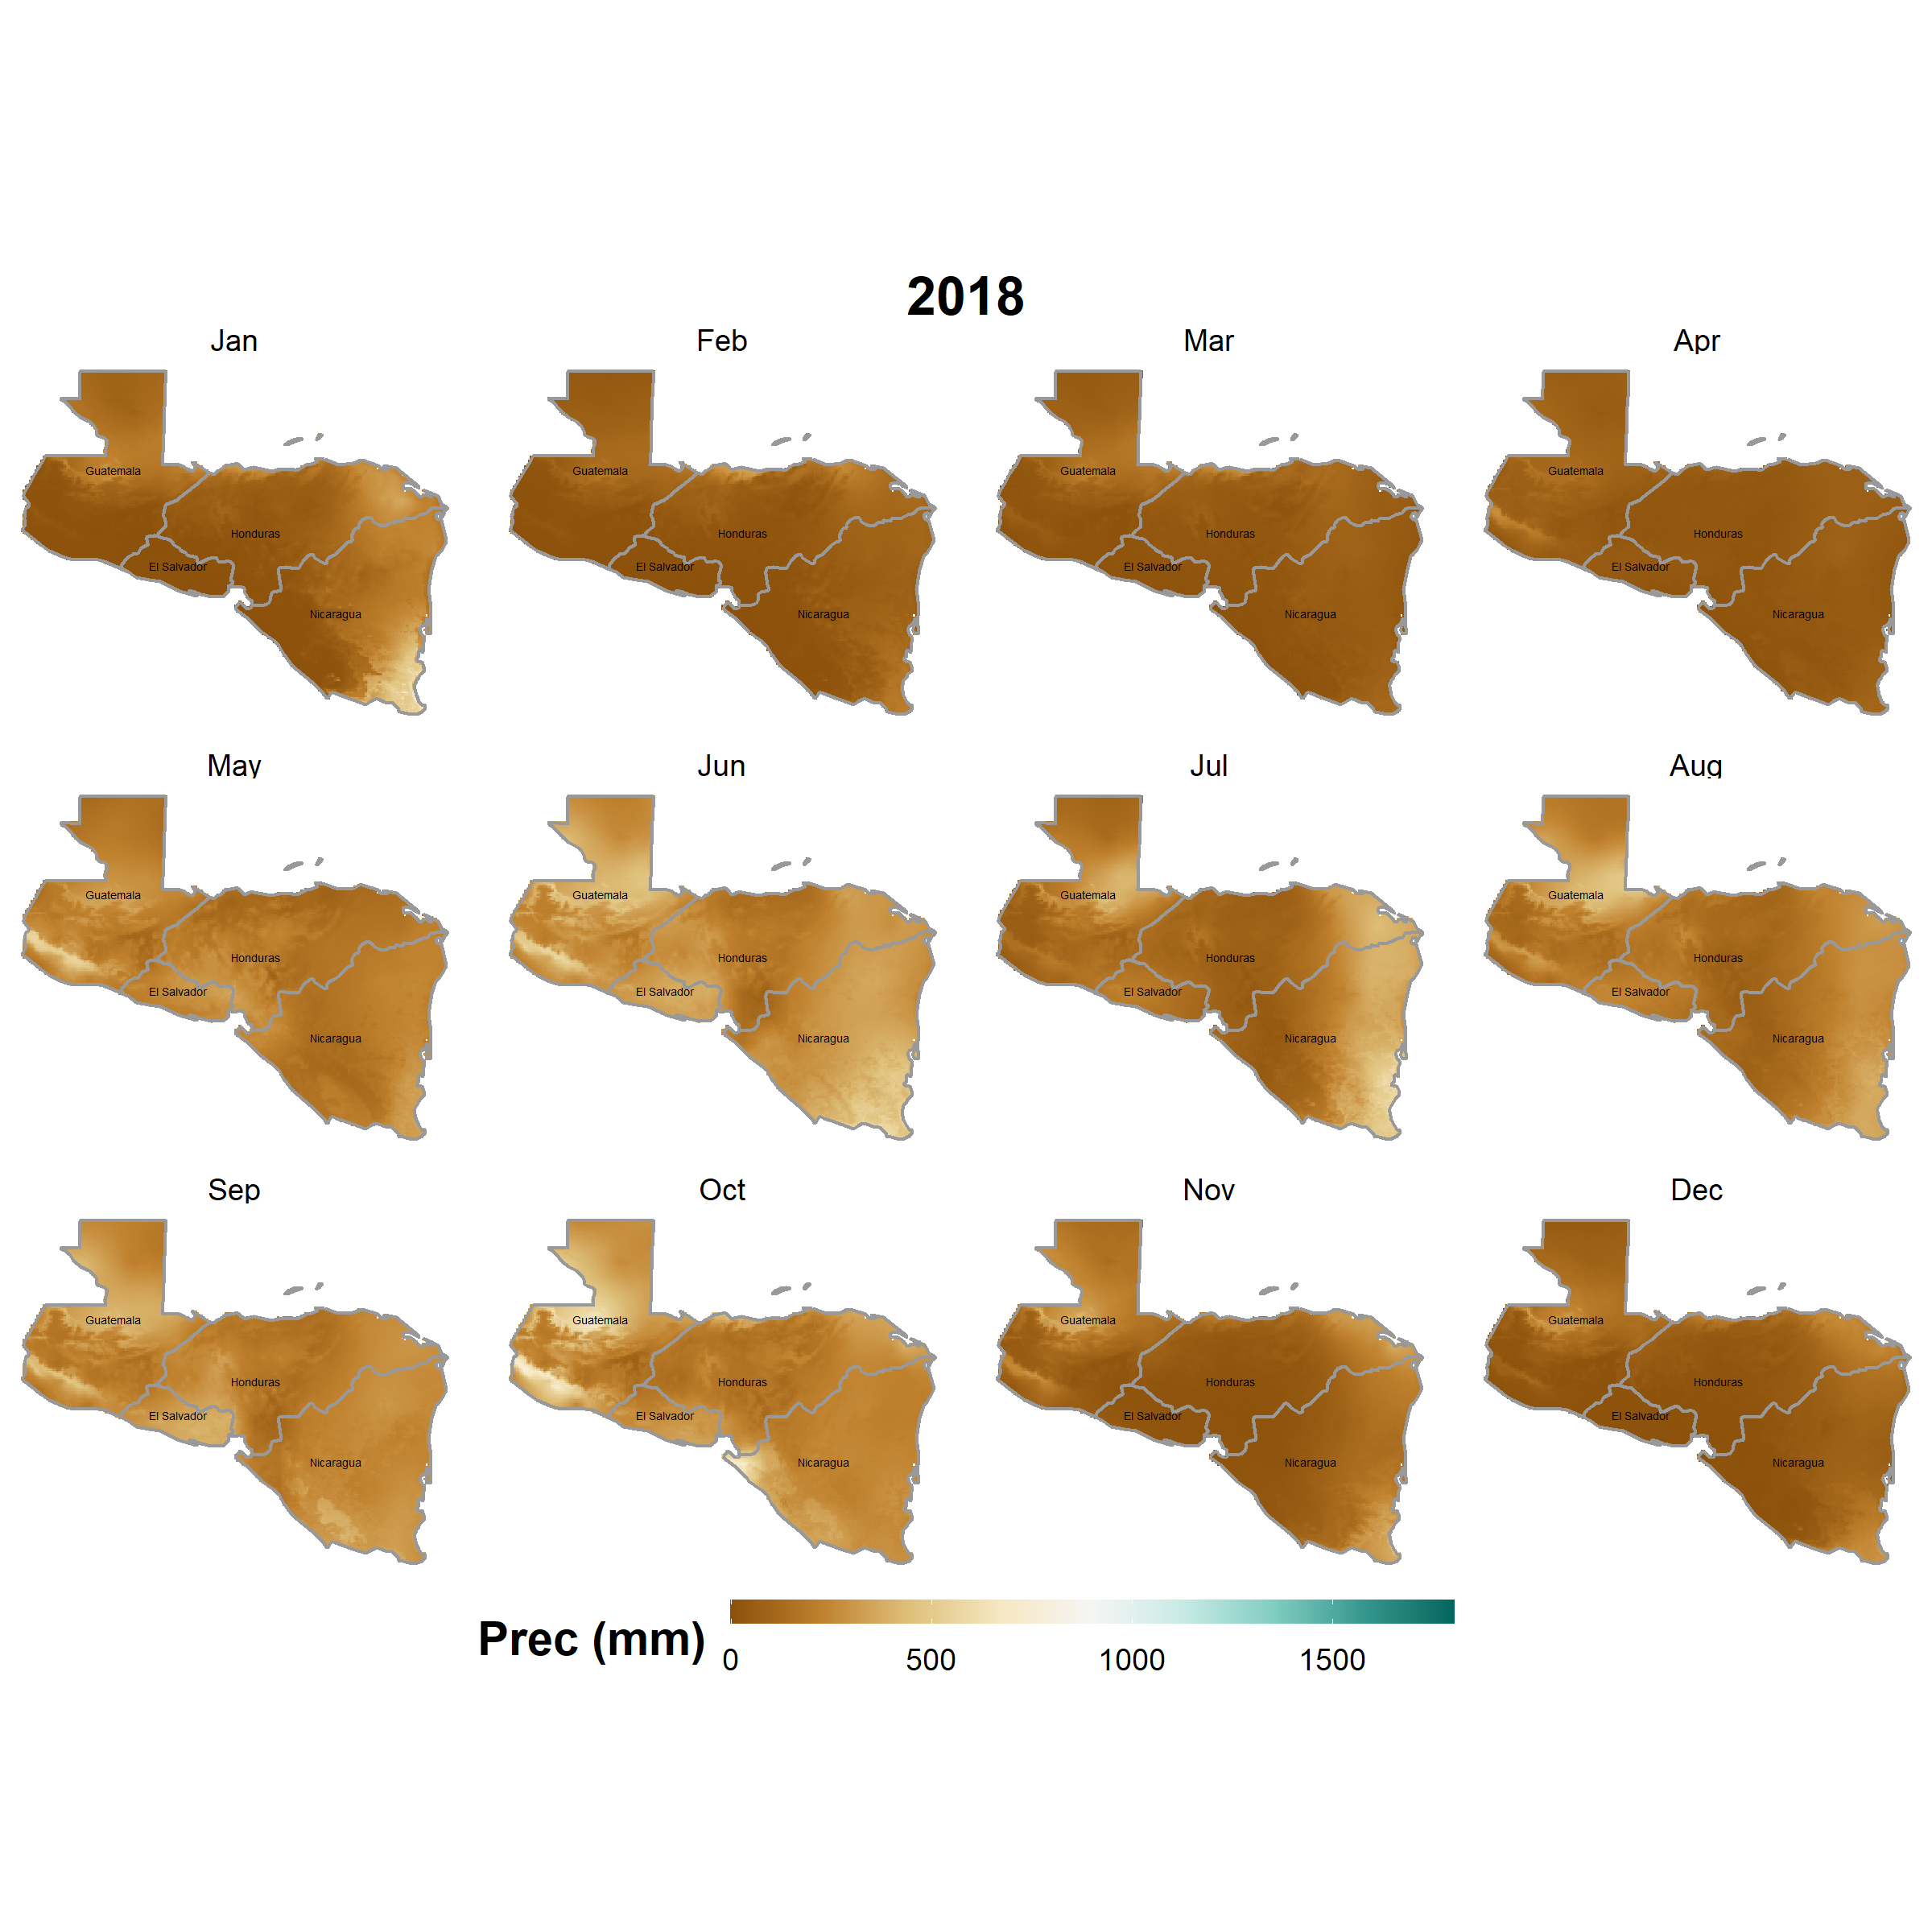 2018
Jan Feb Mar Apr
Guatemala Guatemala Guatemala Guatemala
Honduras Honduras Honduras Honduras
El Salvador El Salvador El Salvador El Salvador
Nicaragua Nicaragua Nicaragua Nicaragua
May Jun Jul Aug
Guatemala Guatemala Guatemala Guatemala
Honduras Honduras Honduras Honduras
El Salvador El Salvador El Salvador El Salvador
Nicaragua Nicaragua Nicaragua Nicaragua
Sep Oct Nov Dec
Guatemala Guatemala Guatemala Guatemala
Honduras Honduras Honduras Honduras
El Salvador El Salvador El Salvador El Salvador
Nicaragua Nicaragua Nicaragua Nicaragua
Prec (mm)
0 500 1000 1500